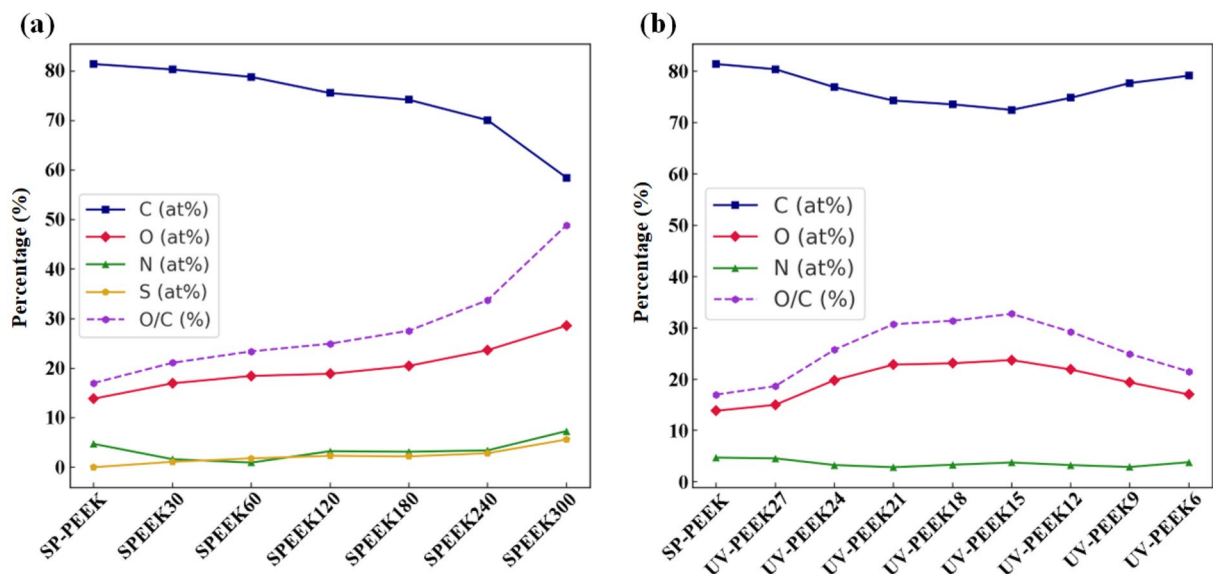 (a)
Percentage (%)
80
70
60
50
40
30
20
10
0
C (at%)
O (at%)
N (at%)
S (at%)
O/C (%)
SP-PEEK
SPEEK30
SPEEK60
SPEEK120
SPEEK180
SPEEK240
SPEEK300
(b)
Percentage (%)
80
70
60
50
40
30
20
10
0
C (at%)
O (at%)
N (at%)
O/C (%)
SP-PEEK
UV-PEEK27
UV-PEEK24
UV-PEEK21
UV-PEEK18
UV-PEEK15
UV-PEEK12
UV-PEEK9
UV-PEEK6